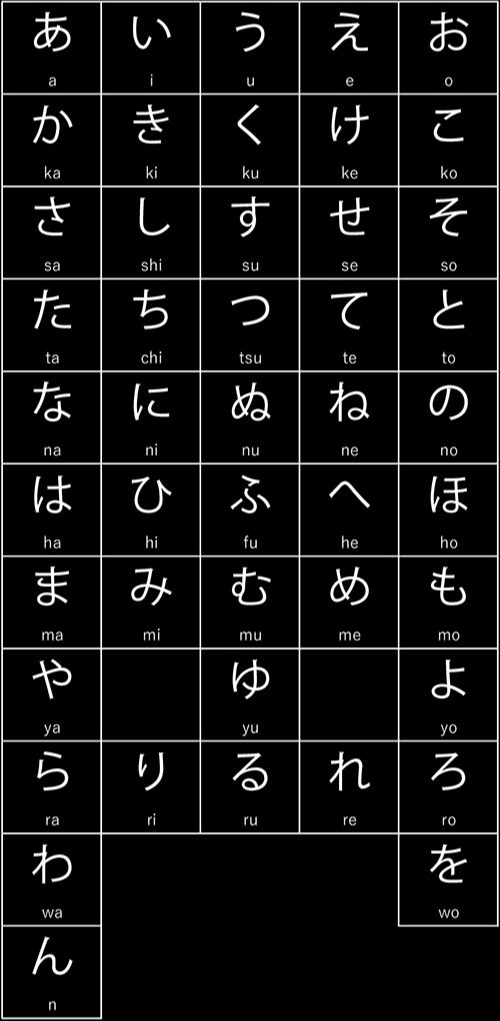 あ い う え お
a i u e o
か き く け こ
ka ki ku ke ko
さ し す せ そ
sa shi su se so
た ち つ て と
ta chi tsu te to
な に ぬ ね の
na ni nu ne no
は ひ ふ へ ほ
ha hi fu he ho
ま み む め も
ma mi mu me mo
や ゆ よ
ya yu yo
ら り る れ ろ
ra ri ru re ro
わ を
wa wo
ん
n